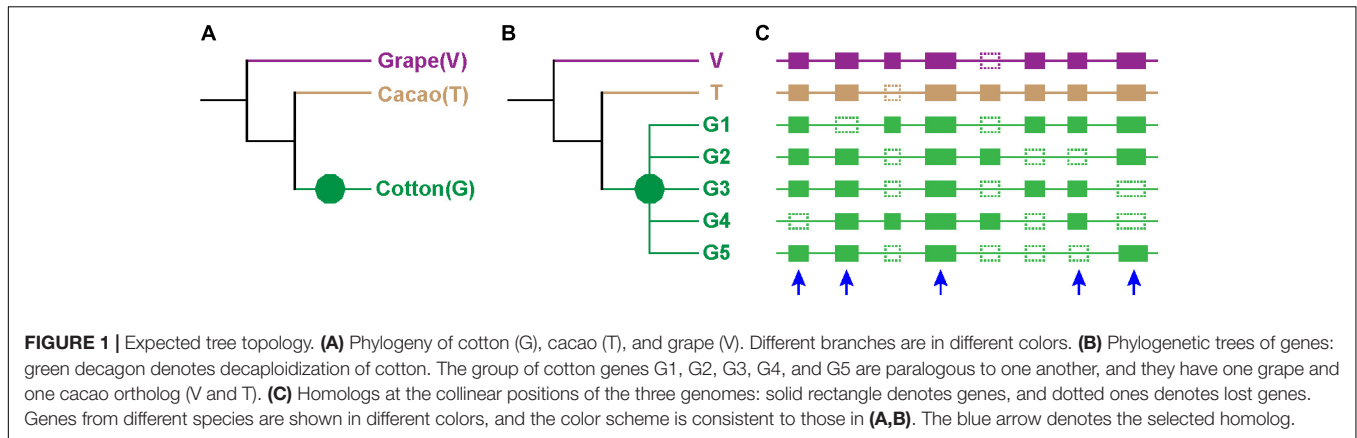 A B C
Grape(V)
Cacao(T)
Cotton(G)
V
T
G1
G2
G3
G4
G5
FIGURE 1 | Expected tree topology. (A) Phylogeny of cotton (G), cacao (T), and grape (V). Different branches are in different colors. (B) Phylogenetic trees of genes:
green decagon denotes decaploidization of cotton. The group of cotton genes G1, G2, G3, G4, and G5 are paralogous to one another, and they have one grape and
one cacao ortholog (V and T). (C) Homologs at the collinear positions of the three genomes: solid rectangle denotes genes, and dotted ones denotes lost genes.
Genes from different species are shown in different colors, and the color scheme is consistent to those in (A,B). The blue arrow denotes the selected homolog.